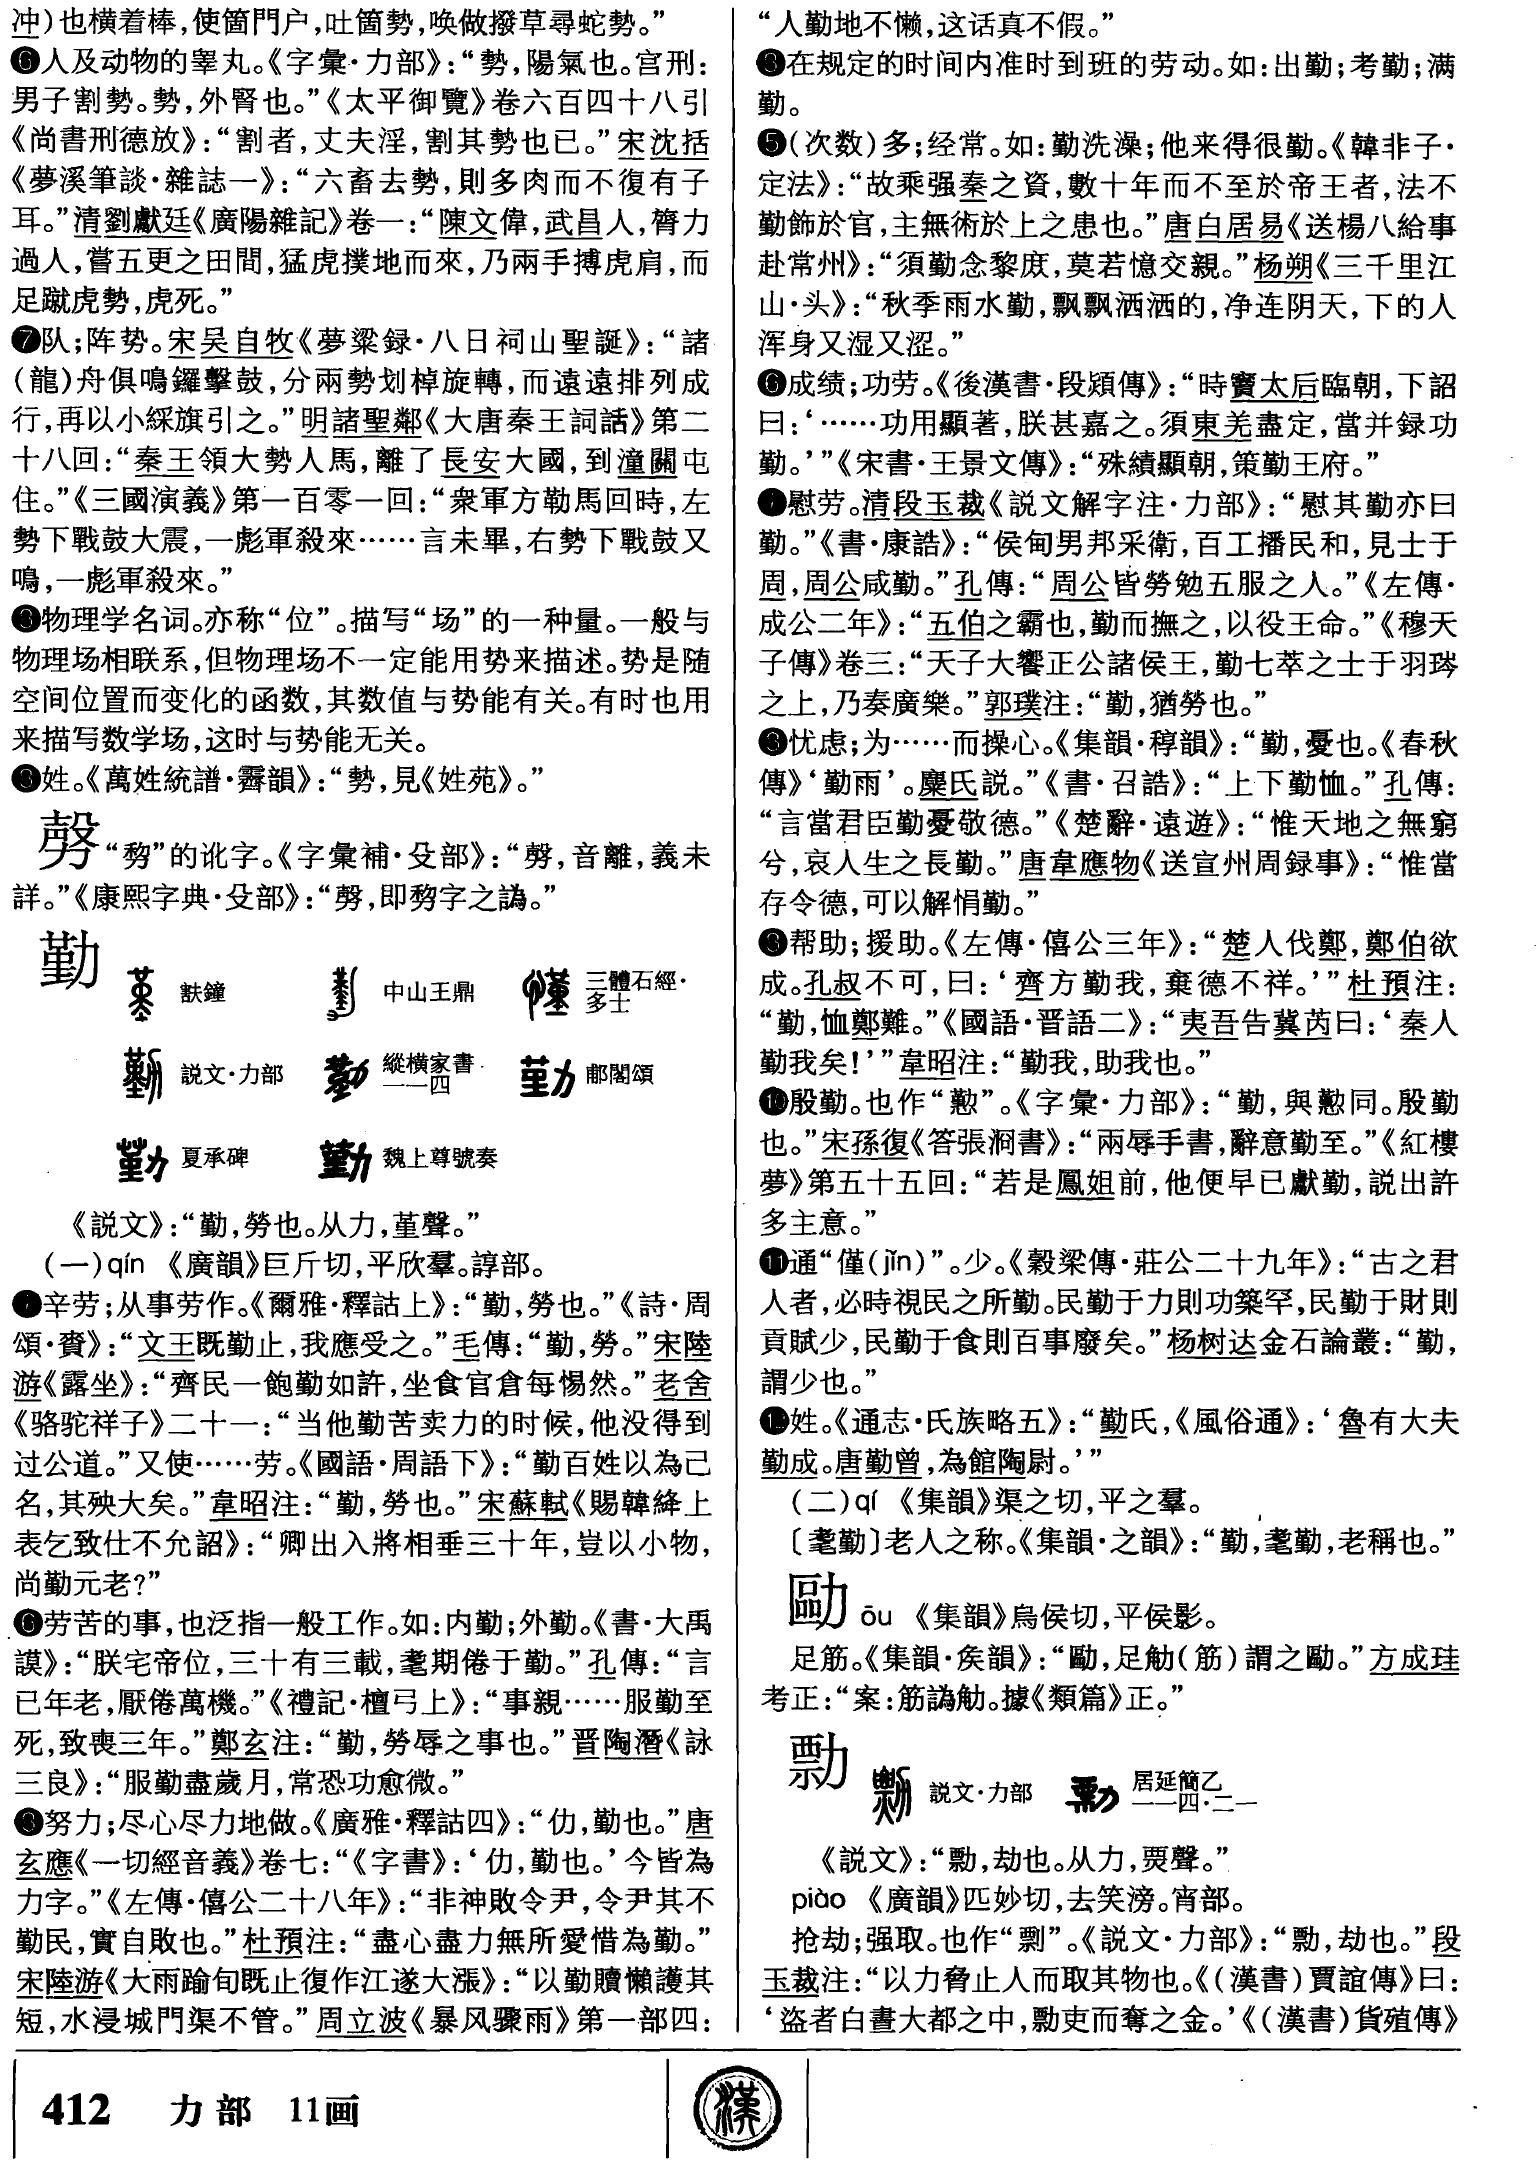 冲）也横着棒，使箇門户，吐箇勢，唤做撥草尋蛇勢。”
❻人及动物的睾丸。《字彙·力部》：“勢，陽氣也。宫刑：
男子割勢。勢，外腎也。”《太平御覽》卷六百四十八引
《尚書刑德放》：“割者，丈夫淫，割其勢也已。”宋沈括
《夢溪筆談·雜誌一》：“六畜去勢，則多肉而不復有子
耳。”清劉獻廷《廣陽雜記》卷一：“陳文偉，武昌人，膂力
過人，嘗五更之田間，猛虎撲地而來，乃兩手搏虎肩，而
足蹴虎勢，虎死。”
❼队；阵势。宋吴自牧《夢粱録·八日祠山聖誕》：“諸
（龍）舟俱鳴鑼擊鼓，分兩勢划棹旋轉，而遠遠排列成
行，再以小綵旗引之。”明諸聖鄰《大唐秦王詞話》第二
十八回：“秦王領大勢人馬，離了長安大國，到潼關屯
住。”《三國演義》第一百零一回：“衆軍方勒馬回時，左
勢下戰鼓大震，一彪軍殺來……言未畢，右勢下戰鼓又
鳴，一彪軍殺來。”
❽物理学名词。亦称“位”。描写“场”的一种量。一般与
物理场相联系，但物理场不一定能用势来描述。势是随
空间位置而变化的函数，其数值与势能有关。有时也用
来描写数学场，这时与势能无关。
❾姓。《萬姓統譜·霽韻》：“勢，見《姓苑》。”
“㔟”的讹字。《字彙補·殳部》：“，音離，義未
詳。”《康熙字典·殳部》：“，即字之譌。”
勤
㝬鐘 中山王鼎 三體石經·多士
説文·力部 縱横家書一一四 郙閣頌
夏承碑 魏上尊號奏
《説文》：“勤，勞也。从力，堇聲。”
（一）qín 《廣韻》巨斤切，平欣羣。諄部。
❶辛劳；从事劳作。《爾雅·釋詁上》：“勤，勞也。”《詩·周
頌·賚》：“文王既勤止，我應受之。”毛傳：“勤，勞。”宋陸
游《露坐》：“齊民一飽勤如許，坐食官倉每惕然。”老舍
《骆驼祥子》二十一：“当他勤苦卖力的时候，他没得到
过公道。”又使……劳。《國語·周語下》：“勤百姓以為己
名，其殃大矣。”韋昭注：“勤，勞也。”宋蘇軾《賜韓絳上
表乞致仕不允詔》：“卿出入將相垂三十年，豈以小物，
尚勤元老？”
❷劳苦的事，也泛指一般工作。如：内勤；外勤。《書·大禹
謨》：“朕宅帝位，三十有三載，耄期倦于勤。”孔傳：“言
已年老，厭倦萬機。”《禮記·檀弓上》：“事親……服勤至
死，致喪三年。”鄭玄注：“勤，勞辱之事也。”晋陶潛《詠
三良》：“服勤盡歲月，常恐功愈微。”
❸努力；尽心尽力地做。《廣雅·釋詁四》：“仂，勤也。”唐
玄應《一切經音義》卷七：“《字書》：‘仂，勤也。’今皆為
力字。”《左傳·僖公二十八年》：“非神敗令尹，令尹其不
勤民，實自敗也。”杜預注：“盡心盡力無所愛惜為勤。”
宋陸游《大雨踰旬既止復作江遂大漲》：“以勤贖懶護其
短，水浸城門渠不管。”周立波《暴风骤雨》第一部四：
“人勤地不懒，这话真不假。”
❹在规定的时间内准时到班的劳动。如：出勤；考勤；满
勤。
❺（次数）多；经常。如：勤洗澡；他来得很勤。《韓非子·
定法》：“故乘强秦之資，數十年而不至於帝王者，法不
勤飾於官，主無術於上之患也。”唐白居易《送楊八給事
赴常州》：“須勤念黎庶，莫若憶交親。”杨朔《三千里江
山·头》：“秋季雨水勤，飘飘洒洒的，净连阴天，下的人
浑身又湿又涩。”
❻成绩；功劳。《後漢書·段熲傳》：“時竇太后臨朝，下詔
曰：‘……功用顯著，朕甚嘉之。須東羌盡定，當并録功
勤。’”《宋書·王景文傳》：“殊績顯朝，策勤王府。”
❼慰劳。清段玉裁《説文解字注·力部》：“慰其勤亦曰
勤。”《書·康誥》：“侯甸男邦采衛，百工播民和，見士于
周，周公咸勤。”孔傳：“周公皆勞勉五服之人。”《左傳·
成公二年》：“五伯之霸也，勤而撫之，以役王命。”《穆天
子傳》卷三：“天子大饗正公諸侯王，勤七萃之士于羽琌
之上，乃奏廣樂。”郭璞注：“勤，猶勞也。”
❽忧虑；为……而操心。《集韻·稕韻》：“勤，憂也。《春秋
傳》‘勤雨’。麋氏説。”《書·召誥》：“上下勤恤。”孔傳：
“言當君臣勤憂敬德。”《楚辭·遠遊》：“惟天地之無窮
兮，哀人生之長勤。”唐韋應物《送宣州周録事》：“惟當
存令德，可以解悁勤。”
❾帮助；援助。《左傳·僖公三年》：“楚人伐鄭，鄭伯欲
成。孔叔不可，曰：‘齊方勤我，棄德不祥。’”杜預注：
“勤，恤鄭難。”《國語·晋語二》：“夷吾告冀芮曰：‘秦人
勤我矣！’”韋昭注：“勤我，助我也。”
❿殷勤。也作“懃”。《字彙·力部》：“勤，與懃同。殷勤
也。”宋孫復《答張泂書》：“兩辱手書，辭意勤至。”《紅樓
夢》第五十五回：“若是鳳姐前，他便早已獻勤，説出許
多主意。”
⓫通“僅（jǐn）”。少。《穀梁傳·莊公二十九年》：“古之君
人者，必時視民之所勤。民勤于力則功築罕，民勤于財則
貢賦少，民勤于食則百事廢矣。”杨树达金石論叢：“勤，
謂少也。”
⓬姓。《通志·氏族略五》：“勤氏，《風俗通》：‘魯有大夫
勤成。唐勤曾，為館陶尉。’”
（二）qí 《集韻》渠之切，平之羣。
〔耄勤〕老人之称。《集韻·之韻》：“勤，耄勤，老稱也。”
㔮 ōu 《集韻》烏侯切，平侯影。
足筋。《集韻·矦韻》：“㔮，足觔（筋）謂之㔮。”方成珪
考正：“案：筋譌觔。據《類篇》正。”
勡
説文·力部 居延簡乙一一四·二一
《説文》：“勡，劫也。从力，㶾聲。”
piào 《廣韻》匹妙切，去笑滂。宵部。
抢劫；强取。也作“剽”。《説文·力部》：“勡，劫也。”段
玉裁注：“以力脅止人而取其物也。《（漢書）賈誼傳》曰：
‘盜者白晝大都之中，勡吏而奪之金。’《（漢書）貨殖傳》
412 力部 11画
漢